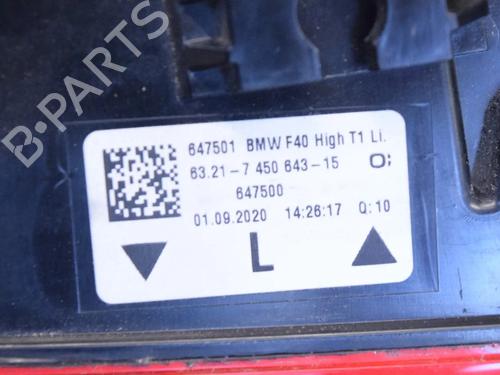 647501 BMW F40 High T1 Li.
63.21-7 450 643-15 O:
647500
01.09.2020 14:26:17 Q:10
L
B-PARTS